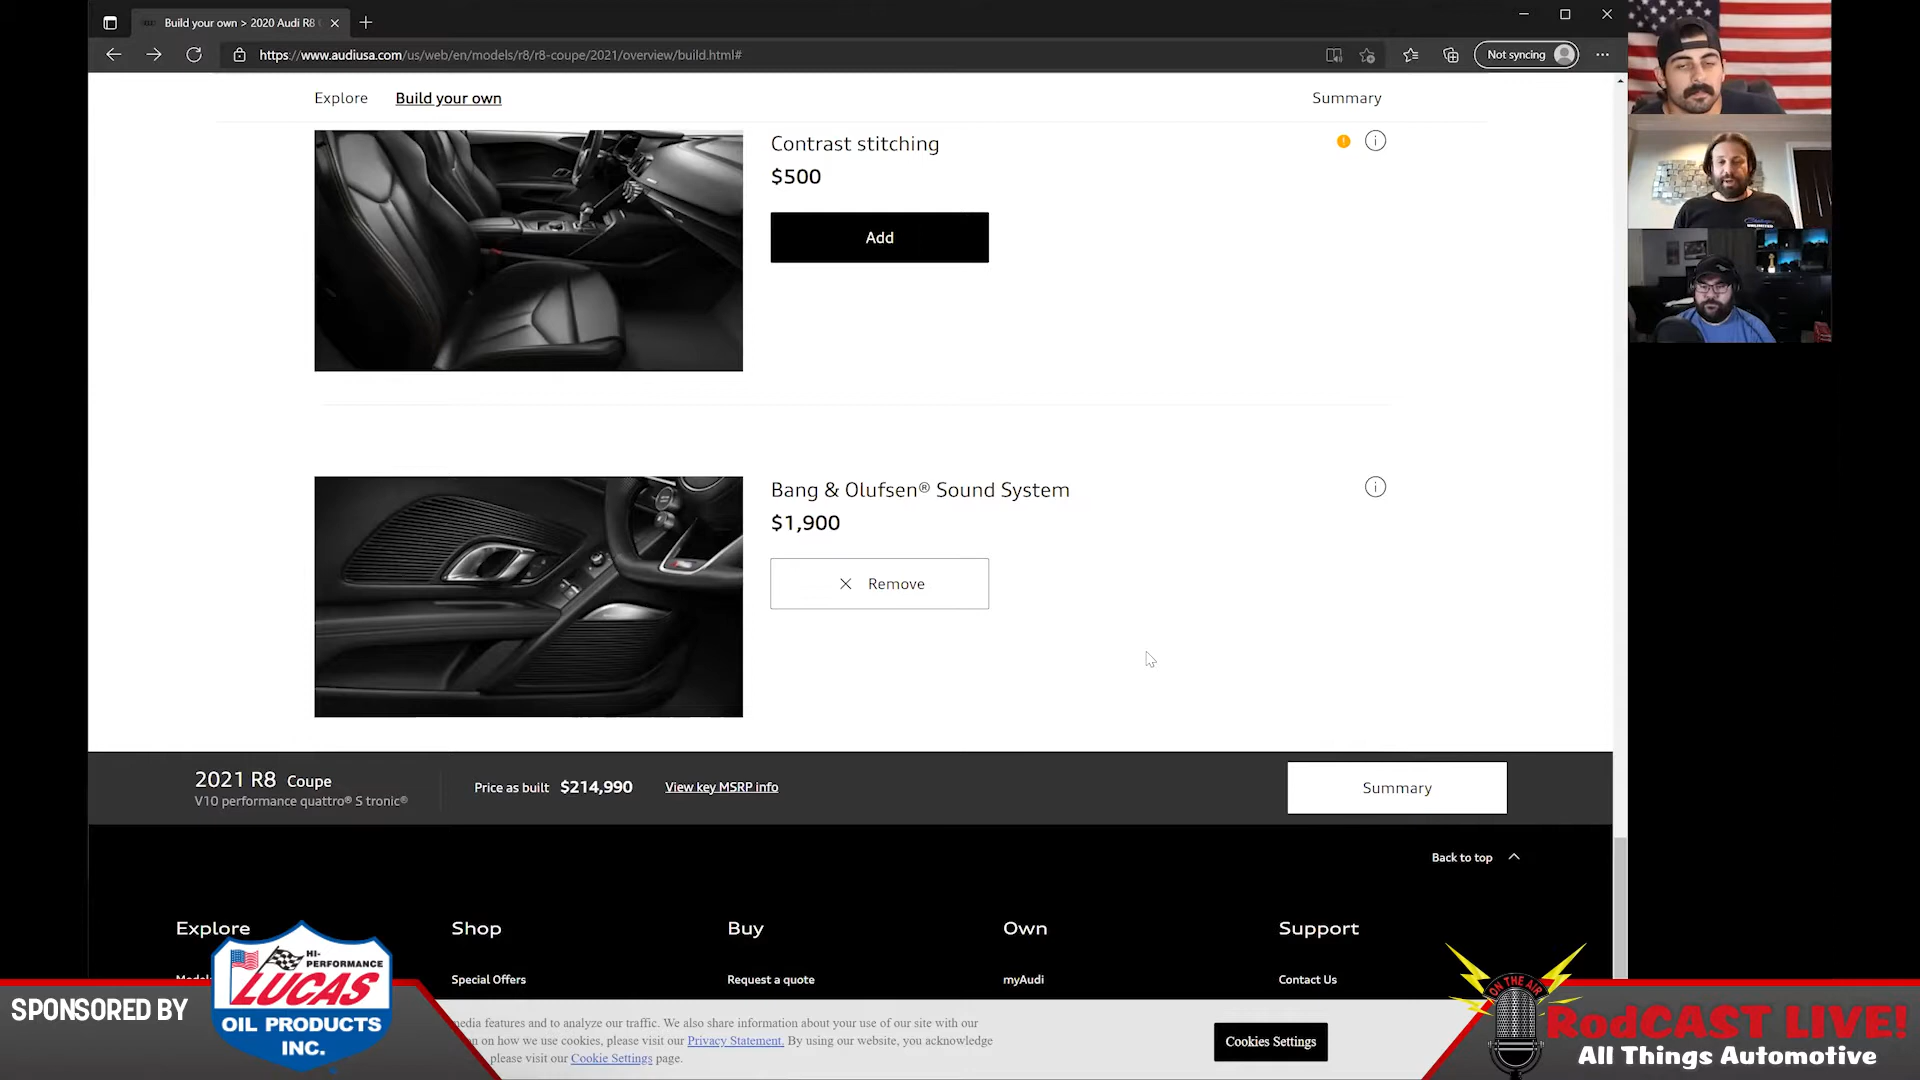 Build your own > 2020 Audi R8
https://www.audiusa.com/us/web/en/models/r8/r8-coupe/2021/overview/build.html#
Not syncing
Explore
Build your own
Summary
Contrast stitching
$500
Add
Bang & Olufsen® Sound System
$1,900
Remove
2021 R8 Coupe
V10 performance quattro® S tronic®
Price as built $214,990
View key MSRP info
Summary
Back to top
Explore
Shop
Buy
Own
Support
Special Offers
Request a quote
myAudi
Contact Us
SPONSORED BY
HI-
PERFORMANCE
LUCAS
OIL PRODUCTS
INC.
media features and to analyze our traffic. We also share information about your use of our site with our
on how we use cookies, please visit our Privacy Statement. By using our website, you acknowledge
please visit our Cookie Settings page.
Cookies Settings
ON THE AIR
RodCAST LIVE!
All Things Automotive